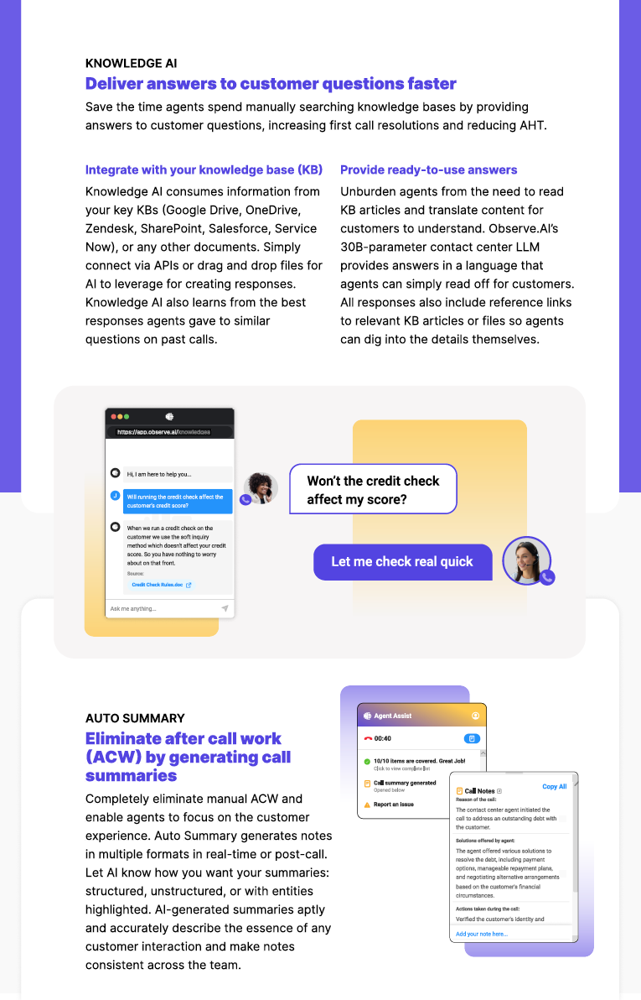 KNOWLEDGE AI
Deliver answers to customer questions faster
Save the time agents spend manually searching knowledge bases by providing
answers to customer questions, increasing first call resolutions and reducing AHT.
Integrate with your knowledge base (KB)
Knowledge AI consumes information from
your key KBs (Google Drive, OneDrive,
Zendesk, SharePoint, Salesforce, Service
Now), or any other documents. Simply
connect via APIs or drag and drop files for
AI to leverage for creating responses.
Knowledge AI also learns from the best
responses agents gave to similar
questions on past calls.
Provide ready-to-use answers
Unburden agents from the need to read
KB articles and translate content for
customers to understand. Observe.AI’s
30B-parameter contact center LLM
provides answers in a language that
agents can simply read off for customers.
All responses also include reference links
to relevant KB articles or files so agents
can dig into the details themselves.
https://app.observe.ai/knowledgeai
Hi, I am here to help you...
J
Will running the credit check affect the
customer's credit score?
When we run a credit check on the
customer we use the soft inquiry
method which doesn't affect your credit
score. So you have nothing to worry
about on that front.
Source:
Credit Check Rules.doc
Ask me anything...
Won’t the credit check
affect my score?
Let me check real quick
AUTO SUMMARY
Eliminate after call work
(ACW) by generating call
summaries
Completely eliminate manual ACW and
enable agents to focus on the customer
experience. Auto Summary generates notes
in multiple formats in real-time or post-call.
Let AI know how you want your summaries:
structured, unstructured, or with entities
highlighted. AI-generated summaries aptly
and accurately describe the essence of any
customer interaction and make notes
consistent across the team.
Agent Assist
00:40
10/10 items are covered. Great Job!
Click to view complete list
Call summary generated
Opened below
Report an issue
Call Notes
Copy All
Reason of the call:
The contact center agent initiated the
call to address an outstanding debt with
the customer.
Solutions offered by agent:
The agent offered various solutions to
resolve the debt, including payment
options, manageable repayment plans,
and negotiating alternative arrangements
based on the customer's financial
circumstances.
Actions taken during the call:
Verified the customer's identity and
Add your note here...